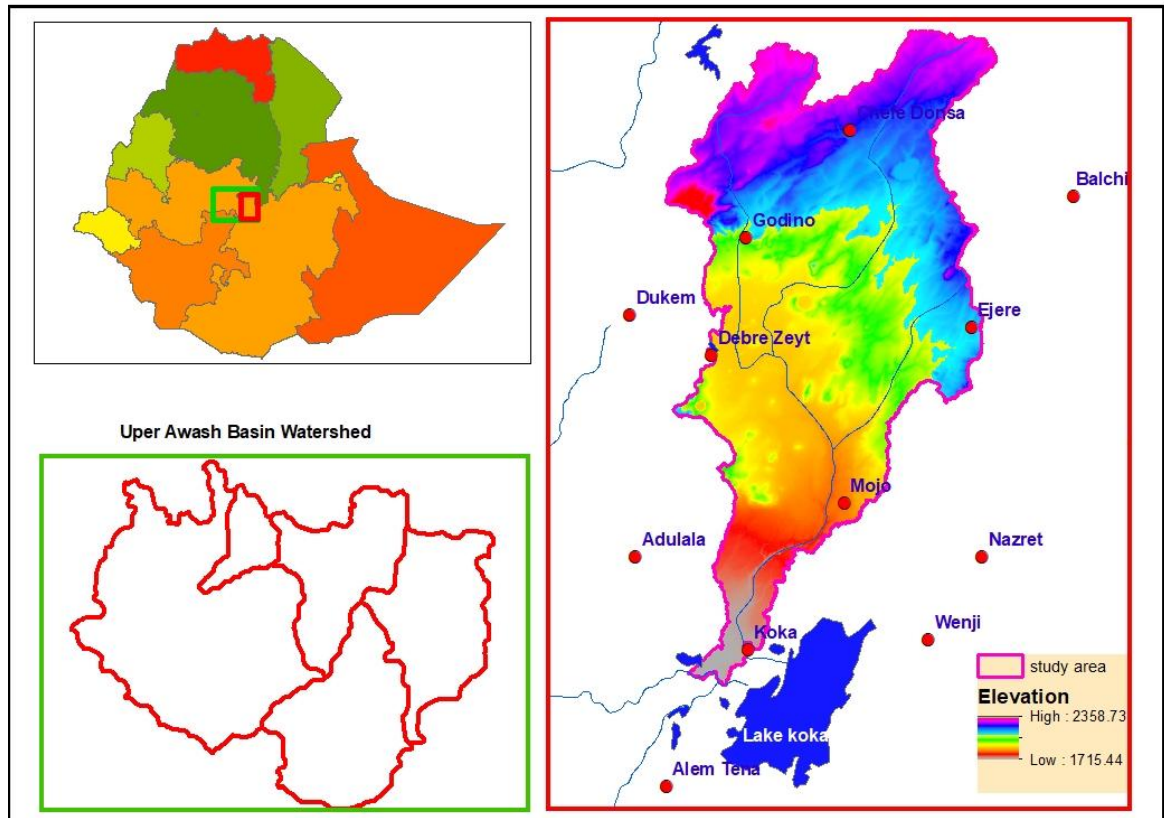 Uper Awash Basin Watershed
Chefe Donsa
Balchi
Godino
Dukem
Ejere
Debre Zeyt
Mojo
Adulala
Nazret
Wenji
Koka
study area
Elevation
High : 2358.73
Low : 1715.44
Lake koka
Alem Tena